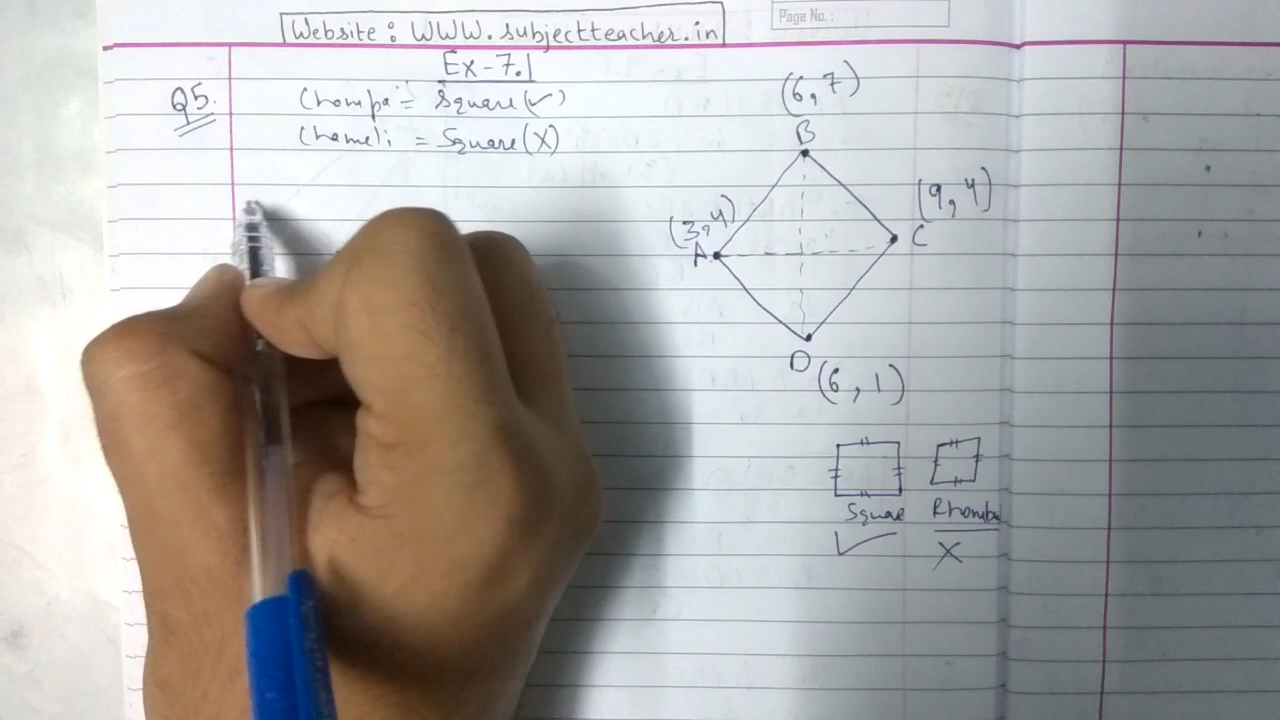 Page No.:
Website : WWW.subjectteacher.in
Ex-7.1
Q5.
Champa = Square (✓)
Chameli = Square (X)
(6, 7)
B
(9, 4)
C
(3, 4)
A
D
(6, 1)
Square Rhombus
✓ X